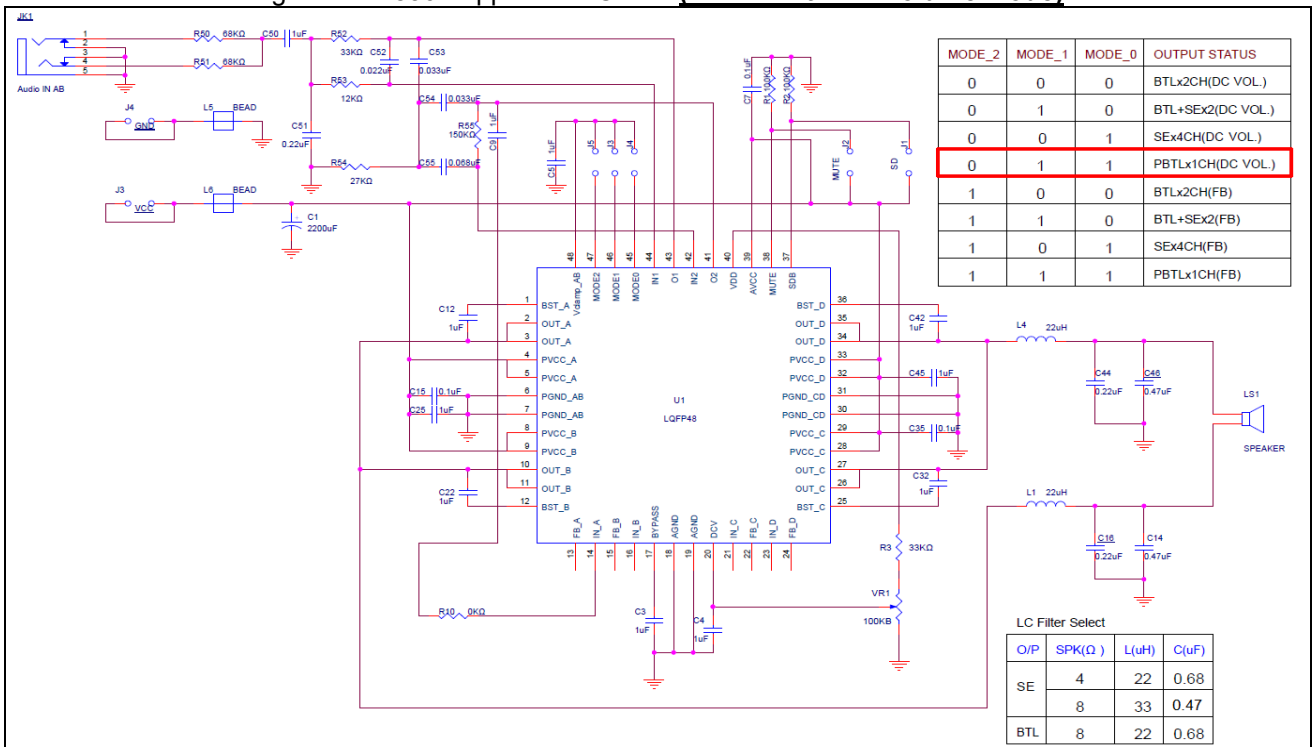 JK1
1
2
3
4
5
Audio IN AB
R50 68KΩ
R51 68KΩ
C50 1uF
R52
33KΩ
C52
0.022uF
C53
0.033uF
R53
12KΩ
C54 0.033uF
R55
150KΩ
C9 1uF
C51
0.22uF
R54
27KΩ
C55 0.068uF
J4
GND
L5 BEAD
J3
VCC
L6 BEAD
C1
2200uF
C5 1uF
J5
J3
J4
C7 0.1uF
R1 100KΩ
R2 100KΩ
J2
MUTE
J1
SD
MODE_2 MODE_1 MODE_0 OUTPUT STATUS
0 0 0 BTLx2CH(DC VOL.)
0 1 0 BTL+SEx2(DC VOL.)
0 0 1 SEx4CH(DC VOL.)
0 1 1 PBTLx1CH(DC VOL.)
1 0 0 BTLx2CH(FB)
1 1 0 BTL+SEx2(FB)
1 0 1 SEx4CH(FB)
1 1 1 PBTLx1CH(FB)
48 47 46 45 44 43 42 41 40 39 38 37
Vdamp_AB MODE2 MODE1 MODE0 IN1 O1 IN2 O2 VDD AVCC MUTE SDB
1 BST_A
2 OUT_A
3 OUT_A
4 PVCC_A
5 PVCC_A
6 PGND_AB
7 PGND_AB
8 PVCC_B
9 PVCC_B
10 OUT_B
11 OUT_B
12 BST_B
U1
LQFP48
BST_D 36
OUT_D 35
OUT_D 34
PVCC_D 33
PVCC_D 32
PGND_CD 31
PGND_CD 30
PVCC_C 29
PVCC_C 28
OUT_C 27
OUT_C 26
BST_C 25
FB_A IN_A FB_B IN_B BYPASS AGND AGND DCV IN_C FB_C IN_D FB_D
13 14 15 16 17 18 19 20 21 22 23 24
C12
1uF
C15 0.1uF
C25 1uF
C22
1uF
C42
1uF
C45 1uF
C35 0.1uF
C32
1uF
L4 22uH
C44
0.22uF
C46
0.47uF
LS1
SPEAKER
L1 22uH
C16
0.22uF
C14
0.47uF
R10 0KΩ
C3
1uF
C4
1uF
R3 33KΩ
VR1
100KB
LC Filter Select
O/P SPK(Ω ) L(uH) C(uF)
SE 4 22 0.68
8 33 0.47
BTL 8 22 0.68